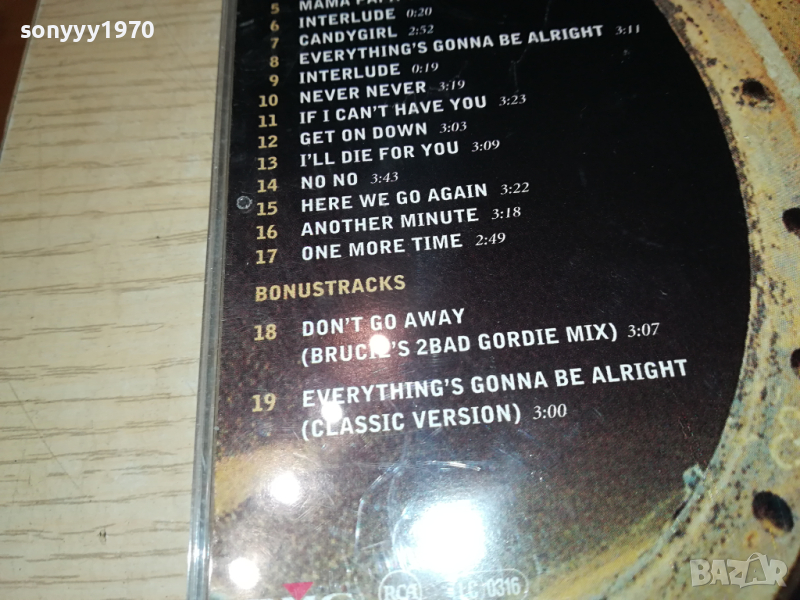 sonyyy1970
5 MAMA
6 INTERLUDE 0:20
7 CANDYGIRL 2:52
8 EVERYTHING'S GONNA BE ALRIGHT 3:11
9 INTERLUDE 0:19
10 NEVER NEVER 3:19
11 IF I CAN'T HAVE YOU 3:23
12 GET ON DOWN 3:03
13 I'LL DIE FOR YOU 3:09
14 NO NO 3:43
15 HERE WE GO AGAIN 3:22
16 ANOTHER MINUTE 3:18
17 ONE MORE TIME 2:49
BONUSTRACKS
18 DON'T GO AWAY
(BRUCIE'S 2BAD GORDIE MIX) 3:07
19 EVERYTHING'S GONNA BE ALRIGHT
(CLASSIC VERSION) 3:00
RCA LC 0316
BAZAR